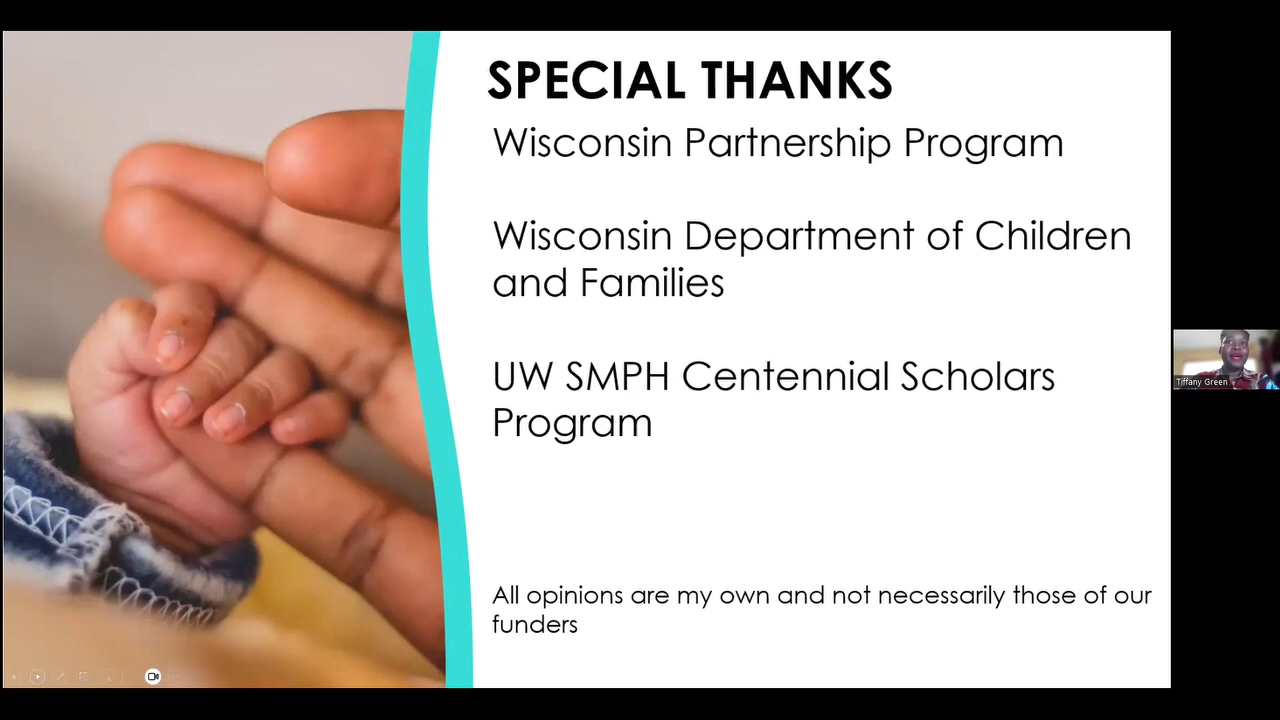 SPECIAL THANKS
Wisconsin Partnership Program
Wisconsin Department of Children
and Families
UW SMPH Centennial Scholars
Program
Tiffany Green
All opinions are my own and not necessarily those of our
funders